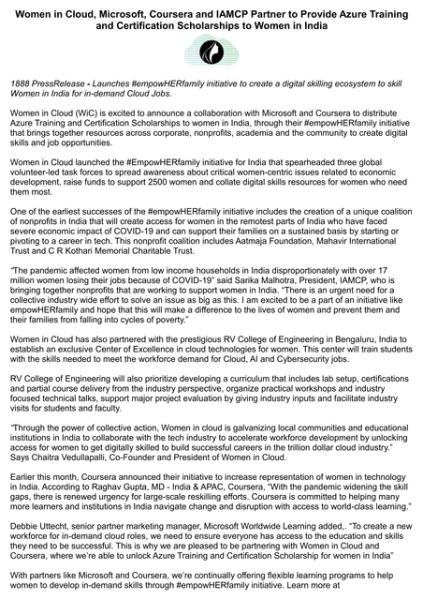 Women in Cloud, Microsoft, Coursera and IAMCP Partner to Provide Azure Training
and Certification Scholarships to Women in India
1888 PressRelease - Launches #empowHERfamily initiative to create a digital skilling ecosystem to skill
Women in India for in-demand Cloud Jobs.
Women in Cloud (WiC) is excited to announce a collaboration with Microsoft and Coursera to distribute
Azure Training and Certification Scholarships to women in India, through their #empowHERfamily initiative
that brings together resources across corporate, nonprofits, academia and the community to create digital
skills and job opportunities.
Women in Cloud launched the #EmpowHERfamily initiative for India that spearheaded three global
volunteer-led task forces to spread awareness about critical women-centric issues related to economic
development, raise funds to support 2500 women and collate digital skills resources for women who need
them most.
One of the earliest successes of the #empowHERfamily initiative includes the creation of a unique coalition
of nonprofits in India that will create access for women in the remotest parts of India who have faced
severe economic impact of COVID-19 and can support their families on a sustained basis by starting or
pivoting to a career in tech. This nonprofit coalition includes Aatmaja Foundation, Mahavir International
Trust and C R Kothari Memorial Charitable Trust.
“The pandemic affected women from low income households in India disproportionately with over 17
million women losing their jobs because of COVID-19” said Sarika Malhotra, President, IAMCP, who is
bringing together nonprofits that are working to support women in India. “There is an urgent need for a
collective industry wide effort to solve an issue as big as this. I am excited to be a part of an initiative like
empowHERfamily and hope that this will make a difference to the lives of women and prevent them and
their families from falling into cycles of poverty.”
Women in Cloud has also partnered with the prestigious RV College of Engineering in Bengaluru, India to
establish an exclusive Center of Excellence in cloud technologies for women. This center will train students
with the skills needed to meet the workforce demand for Cloud, AI and Cybersecurity jobs.
RV College of Engineering will also prioritize developing a curriculum that includes lab setup, certifications
and partial course delivery from the industry perspective, organize practical workshops and industry
focused technical talks, support major project evaluation by giving industry inputs and facilitate industry
visits for students and faculty.
“Through the power of collective action, Women in cloud is galvanizing local communities and educational
institutions in India to collaborate with the tech industry to accelerate workforce development by unlocking
access for women to get digitally skilled to build successful careers in the trillion dollar cloud industry.”
Says Chaitra Vedullapalli, Co-Founder and President of Women in Cloud.
Earlier this month, Coursera announced their initiative to increase representation of women in technology
in India. According to Raghav Gupta, MD - India & APAC, Coursera, “With the pandemic widening the skill
gaps, there is renewed urgency for large-scale reskilling efforts. Coursera is committed to helping many
more learners and institutions in India navigate change and disruption with access to world-class learning.”
Debbie Uttecht, senior partner marketing manager, Microsoft Worldwide Learning added,. “To create a new
workforce for in-demand cloud roles, we need to ensure everyone has access to the education and skills
they need to be successful. This is why we are pleased to be partnering with Women in Cloud and
Coursera, where we’re able to unlock Azure Training and Certification Scholarship for women in India”
With partners like Microsoft and Coursera, we’re continually offering flexible learning programs to help
women to develop in-demand skills through #empowHERfamily initiative. Learn more at